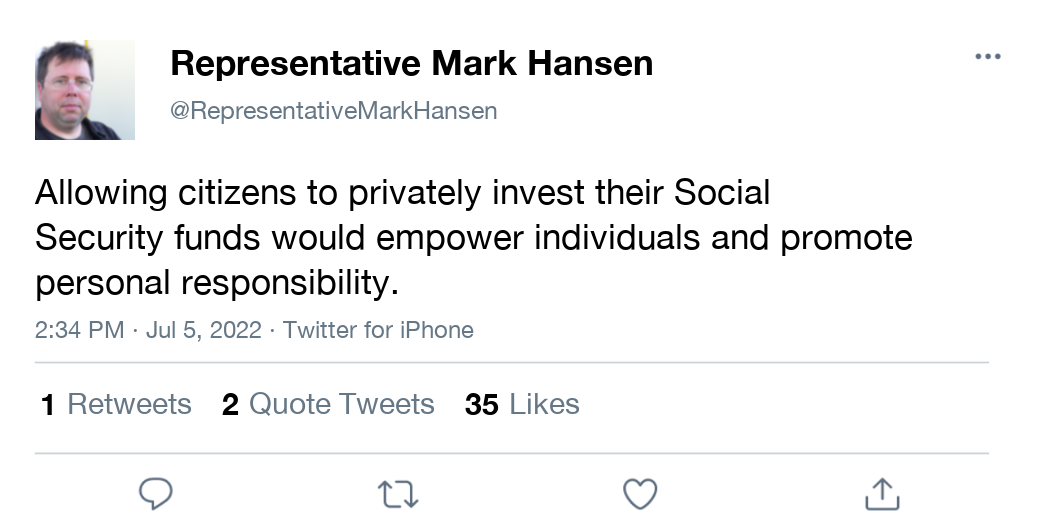 Representative Mark Hansen
@RepresentativeMarkHansen
Allowing citizens to privately invest their Social
Security funds would empower individuals and promote
personal responsibility.
2:34 PM · Jul 5, 2022 · Twitter for iPhone
1 Retweets 2 Quote Tweets 35 Likes